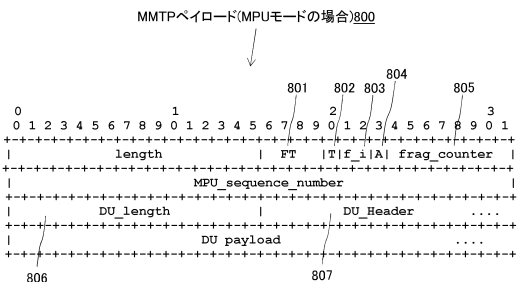 MMTPペイロード(MPUモードの場合)800
801 802 803 804 805
0 1 2 3
0 1 2 3 4 5 6 7 8 9 0 1 2 3 4 5 6 7 8 9 0 1 2 3 4 5 6 7 8 9 0 1
+-+-+-+-+-+-+-+-+-+-+-+-+-+-+-+-+-+-+-+-+-+-+-+-+-+-+-+-+-+-+-+-+
| length | FT |T|f_i|A| frag_counter |
+-+-+-+-+-+-+-+-+-+-+-+-+-+-+-+-+-+-+-+-+-+-+-+-+-+-+-+-+-+-+-+-+
| MPU_sequence_number |
+-+-+-+-+-+-+-+-+-+-+-+-+-+-+-+-+-+-+-+-+-+-+-+-+-+-+-+-+-+-+-+-+
| DU_length | DU_Header .... |
+-+-+-+-+-+-+-+-+-+-+-+-+-+-+-+-+-+-+-+-+-+-+-+-+-+-+-+-+-+-+-+-+
| DU payload .... |
+-+-+-+-+-+-+-+-+-+-+-+-+-+-+-+-+-+-+-+-+-+-+-+-+-+-+-+-+-+-+-+-+
806 807